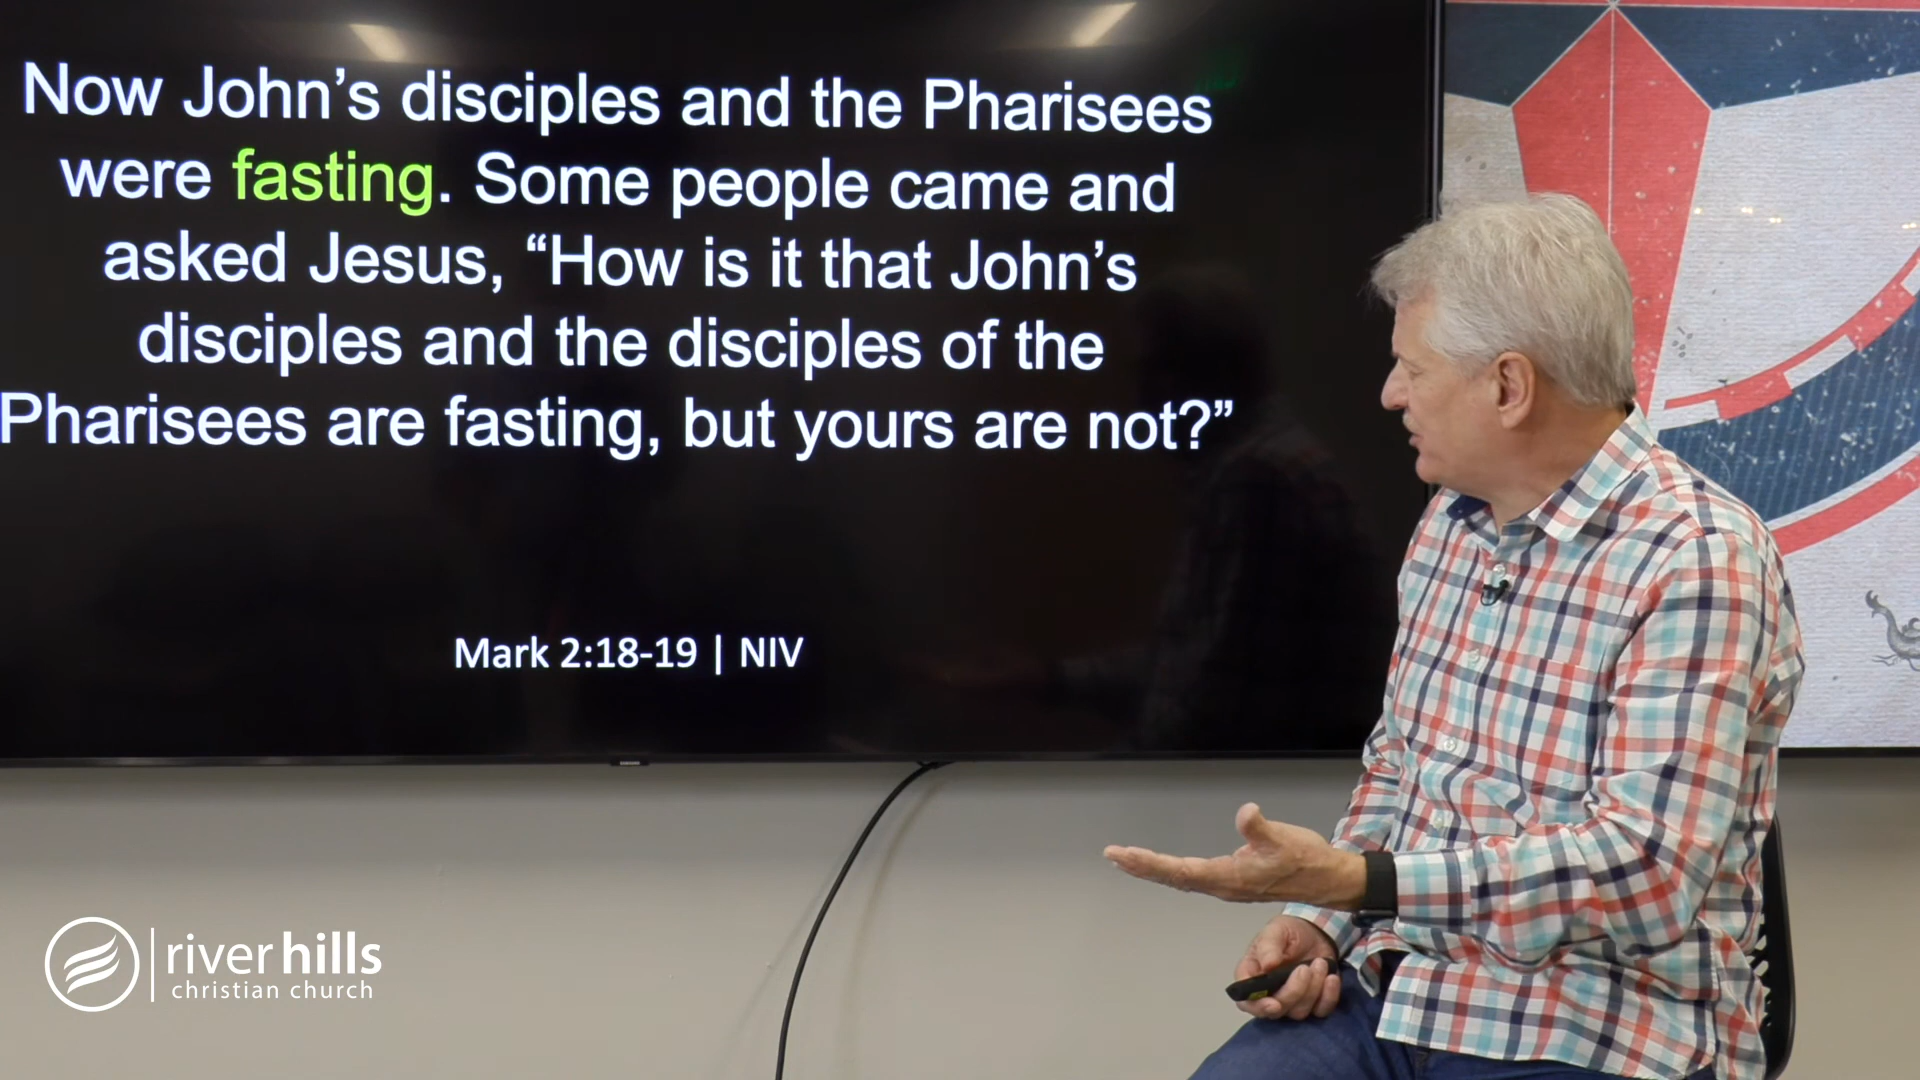 Now John’s disciples and the Pharisees
were fasting. Some people came and
asked Jesus, “How is it that John’s
disciples and the disciples of the
Pharisees are fasting, but yours are not?”
Mark 2:18-19 | NIV
riverhills
christian church